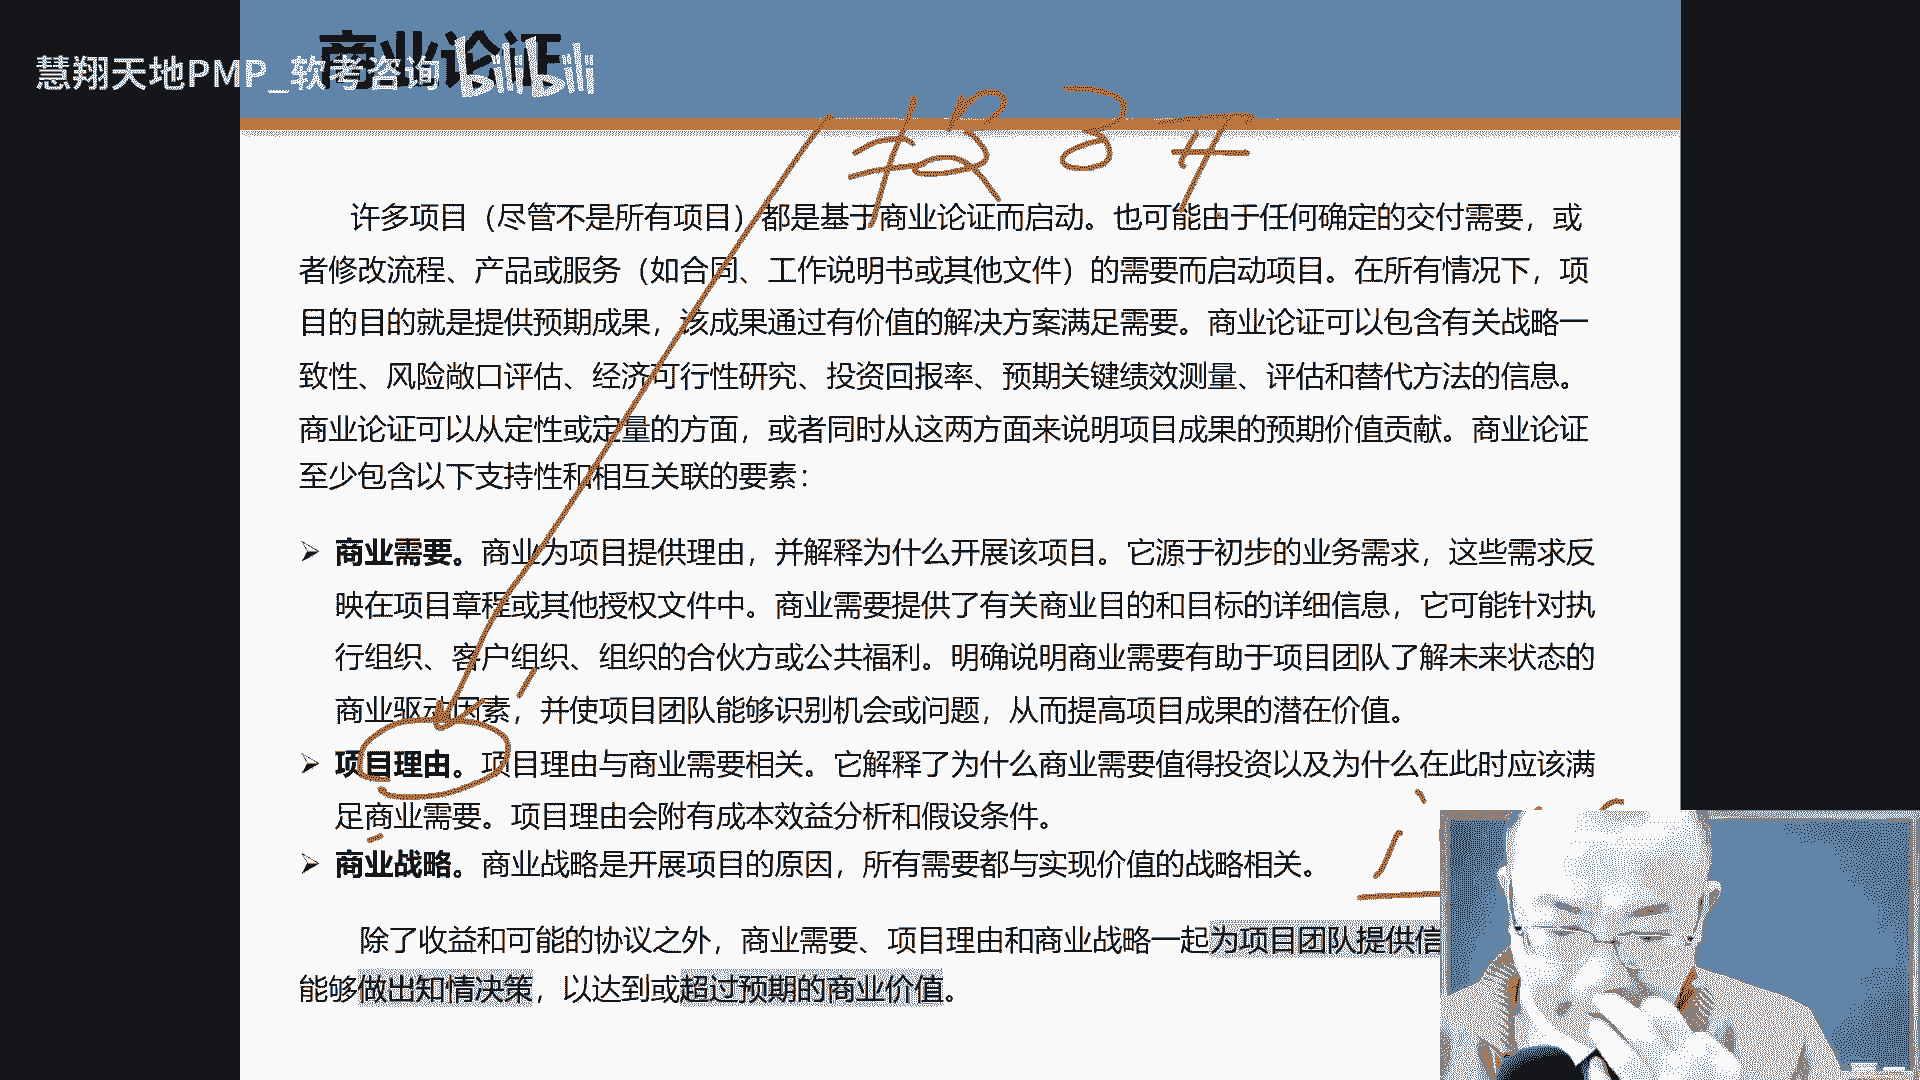 商业论证
慧翔天地PMP_软考咨询 bilibili
许多项目（尽管不是所有项目）都是基于商业论证而启动。也可能由于任何确定的交付需要，或
者修改流程、产品或服务（如合同、工作说明书或其他文件）的需要而启动项目。在所有情况下，项
目的目的就是提供预期成果，该成果通过有价值的解决方案满足需要。商业论证可以包含有关战略一
致性、风险敞口评估、经济可行性研究、投资回报率、预期关键绩效测量、评估和替代方法的信息。
商业论证可以从定性或定量的方面，或者同时从这两方面来说明项目成果的预期价值贡献。商业论证
至少包含以下支持性和相互关联的要素：
➢ 商业需要。商业为项目提供理由，并解释为什么开展该项目。它源于初步的业务需求，这些需求反
映在项目章程或其他授权文件中。商业需要提供了有关商业目的和目标的详细信息，它可能针对执
行组织、客户组织、组织的合伙方或公共福利。明确说明商业需要有助于项目团队了解未来状态的
商业驱动因素，并使项目团队能够识别机会或问题，从而提高项目成果的潜在价值。
➢ 项目理由。项目理由与商业需要相关。它解释了为什么商业需要值得投资以及为什么在此时应该满
足商业需要。项目理由会附有成本效益分析和假设条件。
➢ 商业战略。商业战略是开展项目的原因，所有需要都与实现价值的战略相关。
除了收益和可能的协议之外，商业需要、项目理由和商业战略一起为项目团队提供信
能够做出知情决策，以达到或超过预期的商业价值。